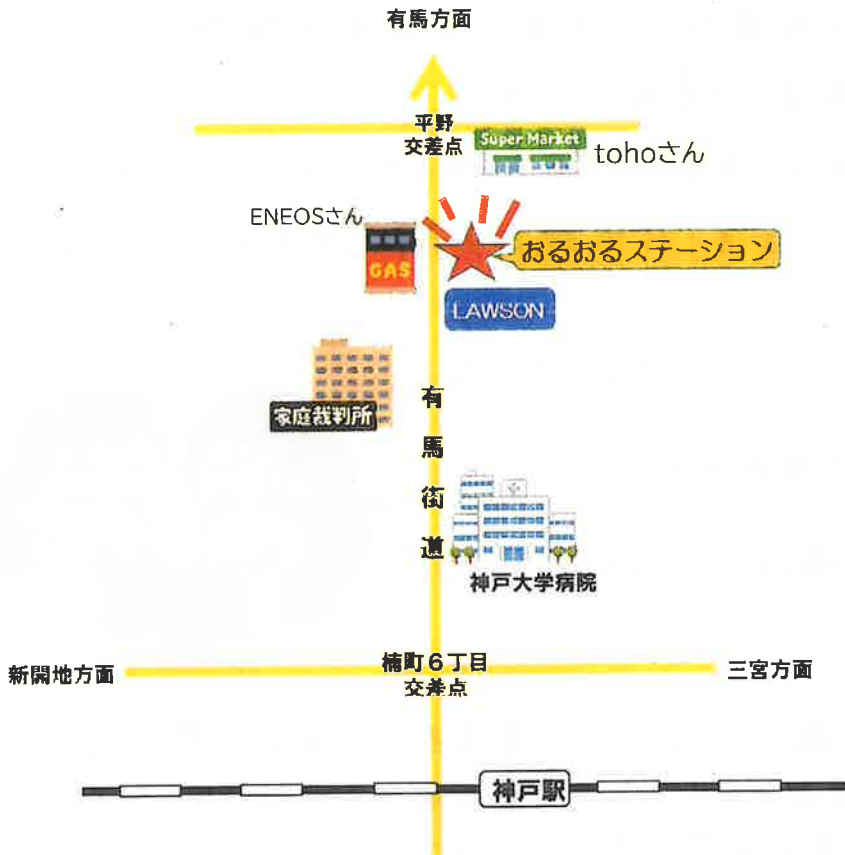 有馬方面
平野
交差点
Super Market
tohoさん
ENEOSさん
GAS
おるおるステーション
LAWSON
家庭裁判所
有馬街道
神戸大学病院
新開地方面
楠町6丁目
交差点
三宮方面
神戸駅